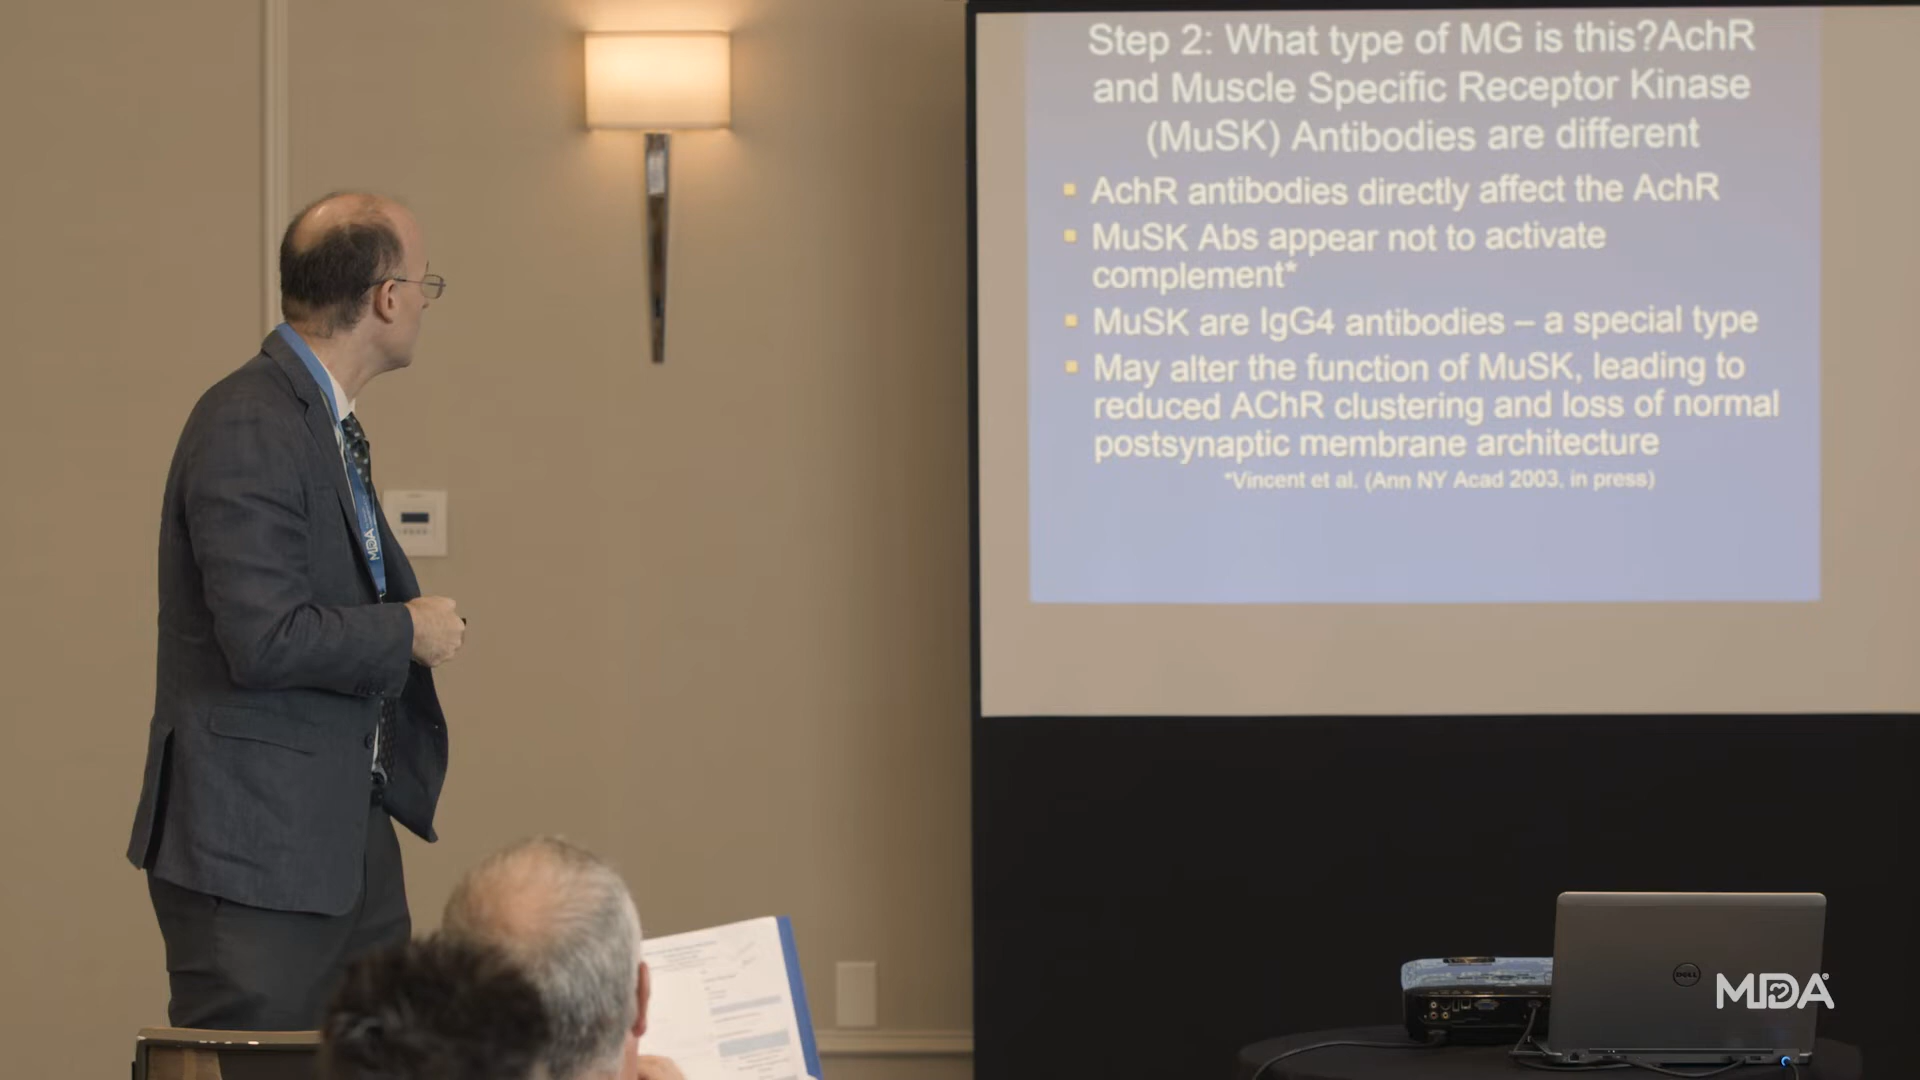 Step 2: What type of MG is this?AchR
and Muscle Specific Receptor Kinase
(MuSK) Antibodies are different
AchR antibodies directly affect the AchR
MuSK Abs appear not to activate
complement*
MuSK are IgG4 antibodies – a special type
May alter the function of MuSK, leading to
reduced AChR clustering and loss of normal
postsynaptic membrane architecture
*Vincent et al. (Ann NY Acad 2003, in press)
MDA
DELL
MDA